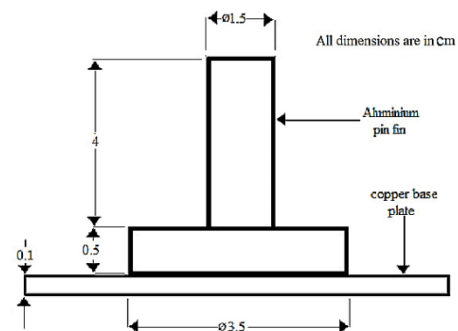 ø1.5
All dimensions are in cm
Aluminium
pin fin
4
copper base
plate
0.5
0.1
ø3.5